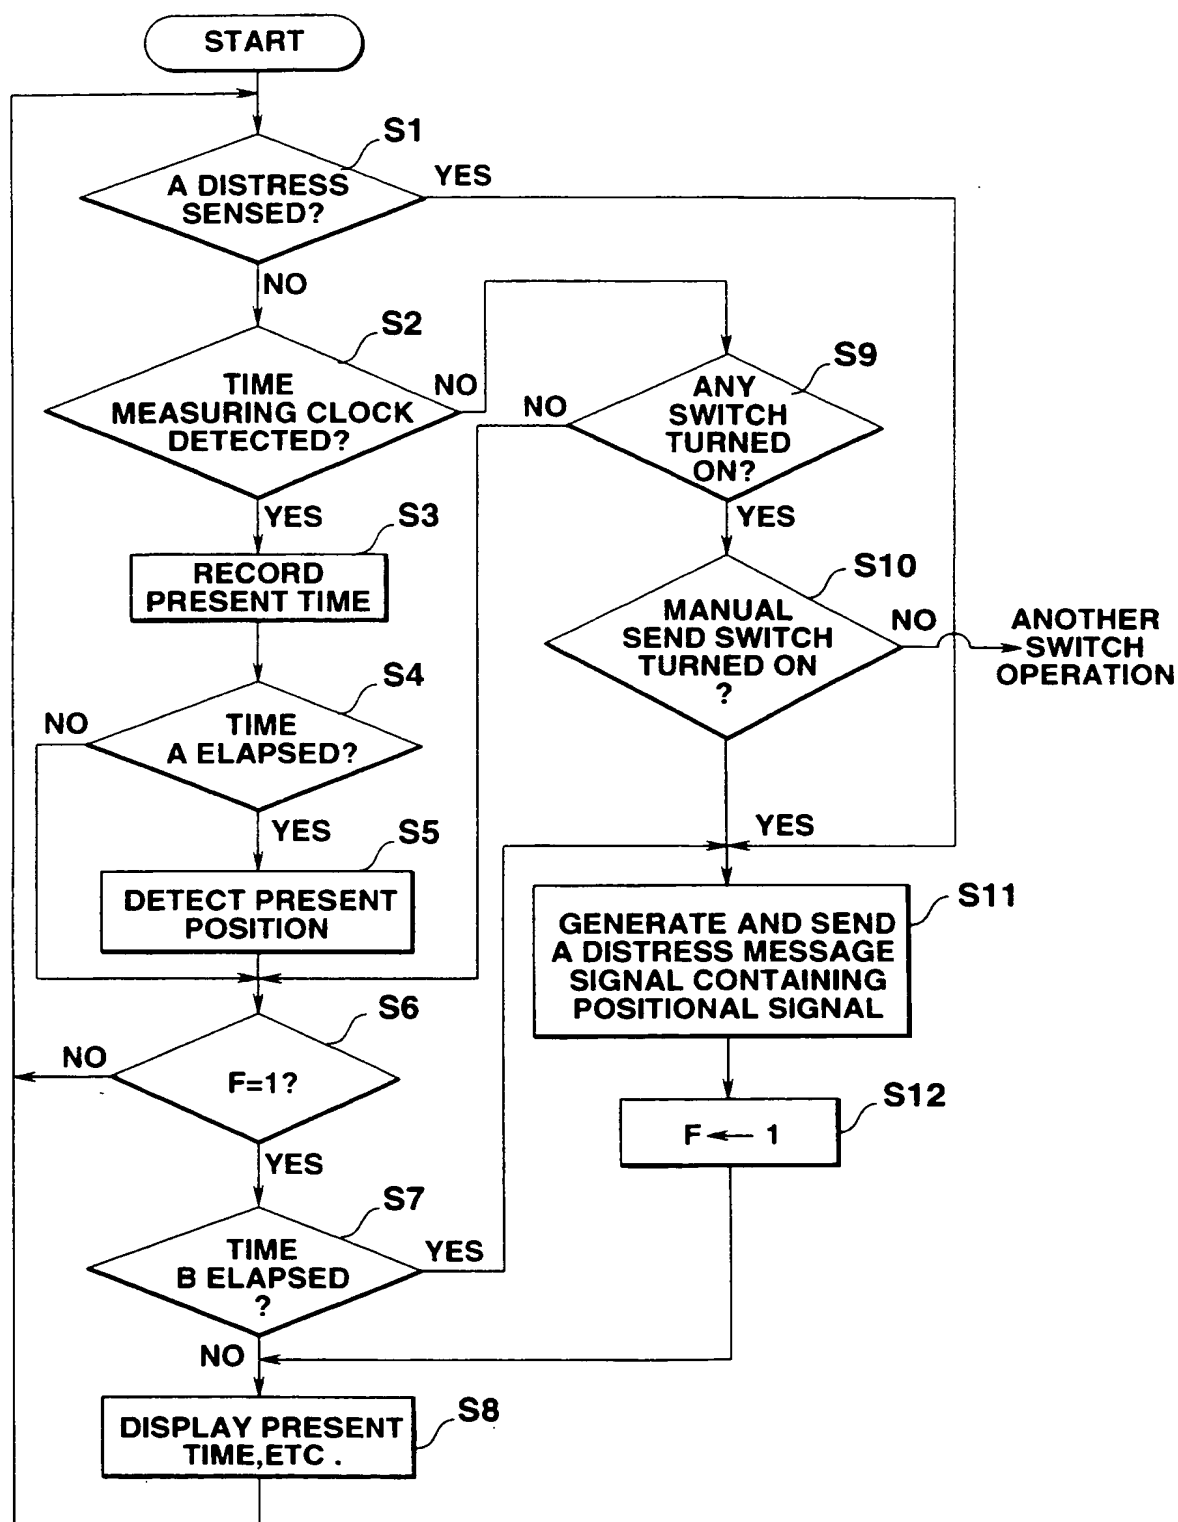 START
S1
A DISTRESS
SENSED?
YES
NO
S2
TIME
MEASURING CLOCK
DETECTED?
NO
YES
S9
ANY
SWITCH
TURNED
ON?
NO
YES
S3
RECORD
PRESENT TIME
S10
MANUAL
SEND SWITCH
TURNED ON
?
NO
ANOTHER
SWITCH
OPERATION
YES
S4
TIME
A ELAPSED?
NO
YES
S5
DETECT PRESENT
POSITION
S11
GENERATE AND SEND
A DISTRESS MESSAGE
SIGNAL CONTAINING
POSITIONAL SIGNAL
S6
F=1?
NO
YES
S12
F ← 1
S7
TIME
B ELAPSED
?
YES
NO
S8
DISPLAY PRESENT
TIME,ETC .